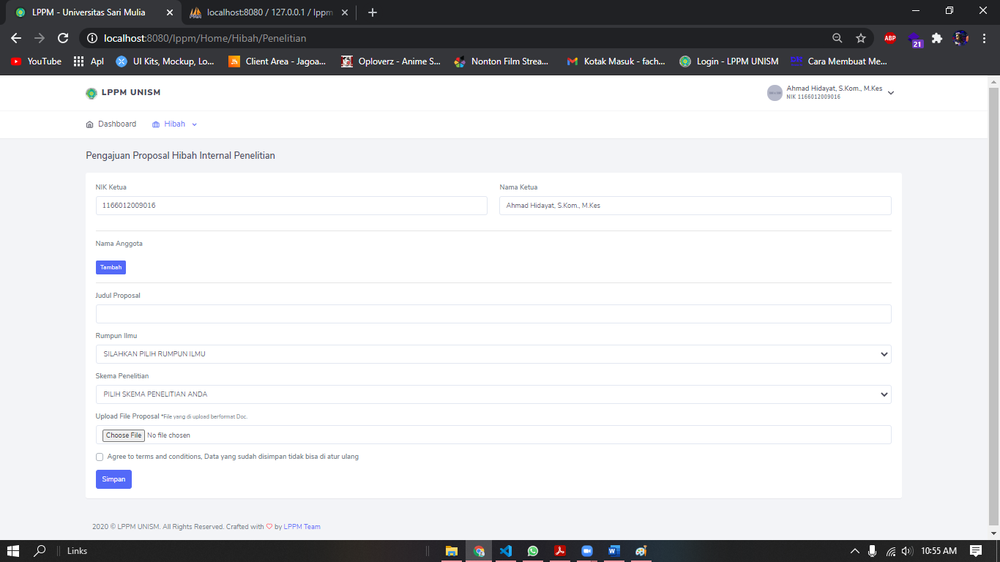 LPPM - Universitas Sari Mulia
localhost:8080 / 127.0.0.1 / lppm
localhost:8080/lppm/Home/Hibah/Penelitian
ABP
21
YouTube
Apl
UI Kits, Mockup, Lo...
Client Area - Jagoa...
Oploverz - Anime S...
Nonton Film Strea...
Kotak Masuk - fach...
Login - LPPM UNISM
Cara Membuat Me...
LPPM UNISM
Ahmad Hidayat, S.Kom., M.Kes
NIK 1166012009016
Dashboard
Hibah
Pengajuan Proposal Hibah Internal Penelitian
NIK Ketua
Nama Ketua
1166012009016
Ahmad Hidayat, S.Kom., M.Kes
Nama Anggota
Tambah
Judul Proposal
Rumpun Ilmu
SILAHKAN PILIH RUMPUN ILMU
Skema Penelitian
PILIH SKEMA PENELITIAN ANDA
Upload File Proposal *File yang di upload berformat Doc.
Choose File No file chosen
Agree to terms and conditions, Data yang sudah disimpan tidak bisa di atur ulang
Simpan
2020 © LPPM UNISM. All Rights Reserved. Crafted with ♡ by LPPM Team
Links
10:55 AM